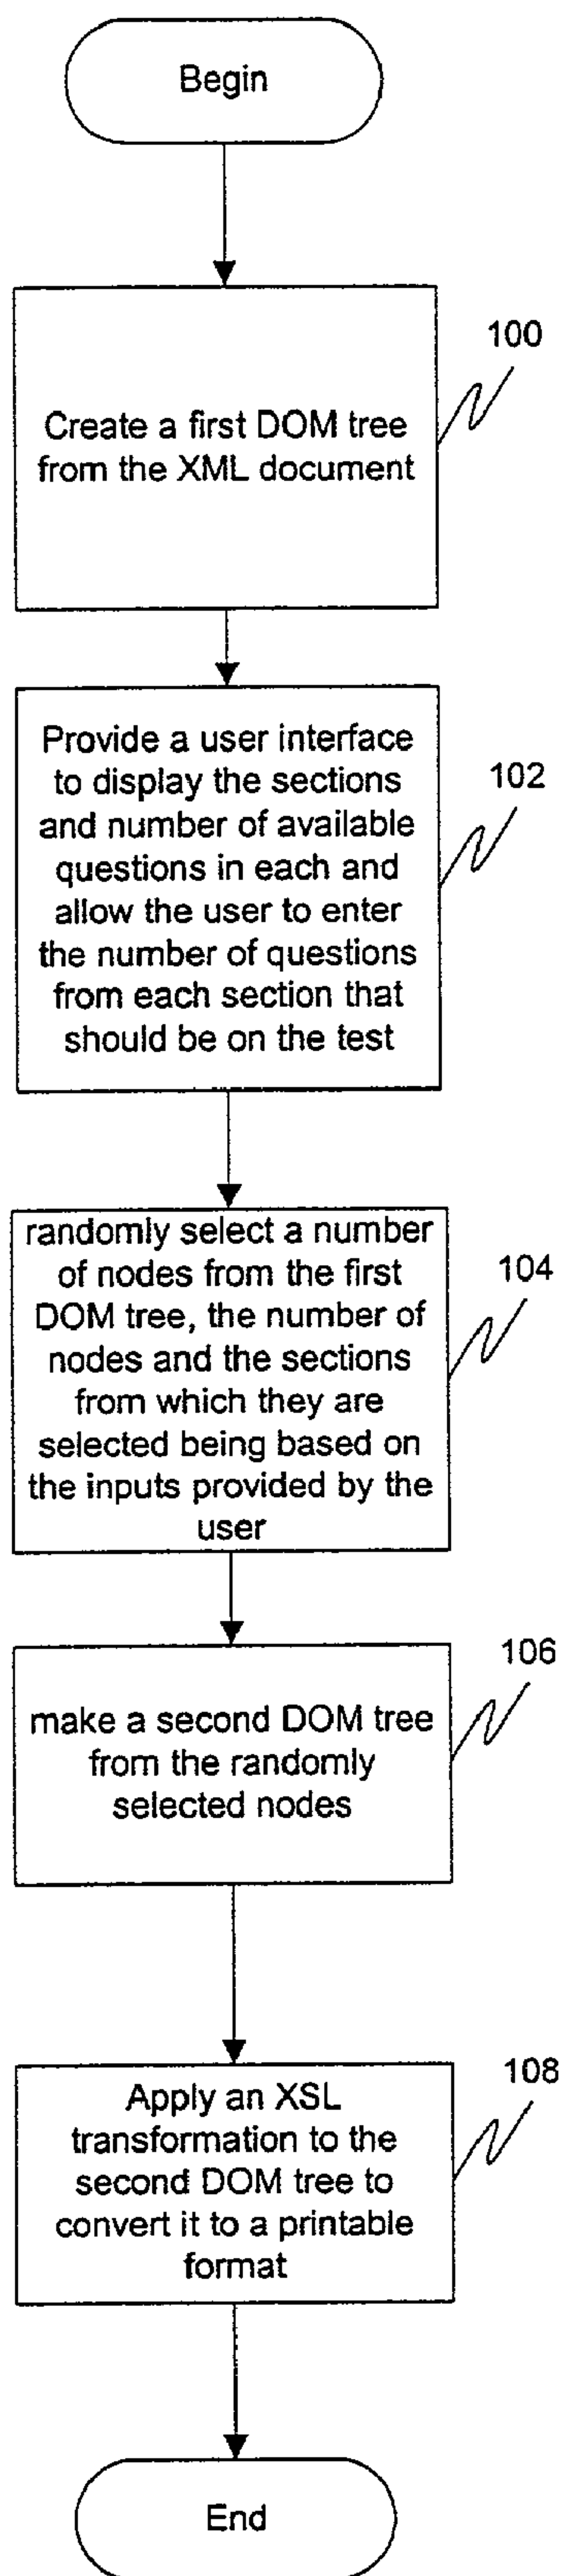 Begin
100
Create a first DOM tree
from the XML document
102
Provide a user interface
to display the sections
and number of available
questions in each and
allow the user to enter
the number of questions
from each section that
should be on the test
104
randomly select a number
of nodes from the first
DOM tree, the number of
nodes and the sections
from which they are
selected being based on
the inputs provided by the
user
106
make a second DOM tree
from the randomly
selected nodes
108
Apply an XSL
transformation to the
second DOM tree to
convert it to a printable
format
End